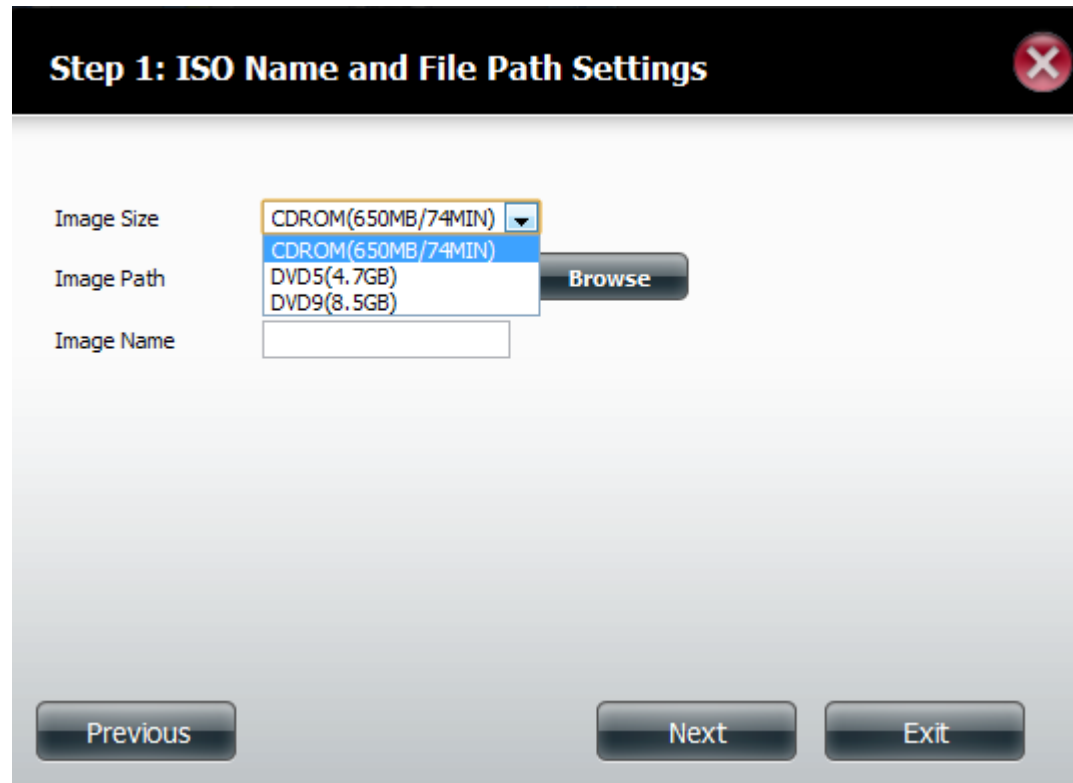 Step 1: ISO Name and File Path Settings
Image Size CDROM(650MB/74MIN)
CDROM(650MB/74MIN)
Image Path DVD5(4.7GB) Browse
DVD9(8.5GB)
Image Name
Previous Next Exit